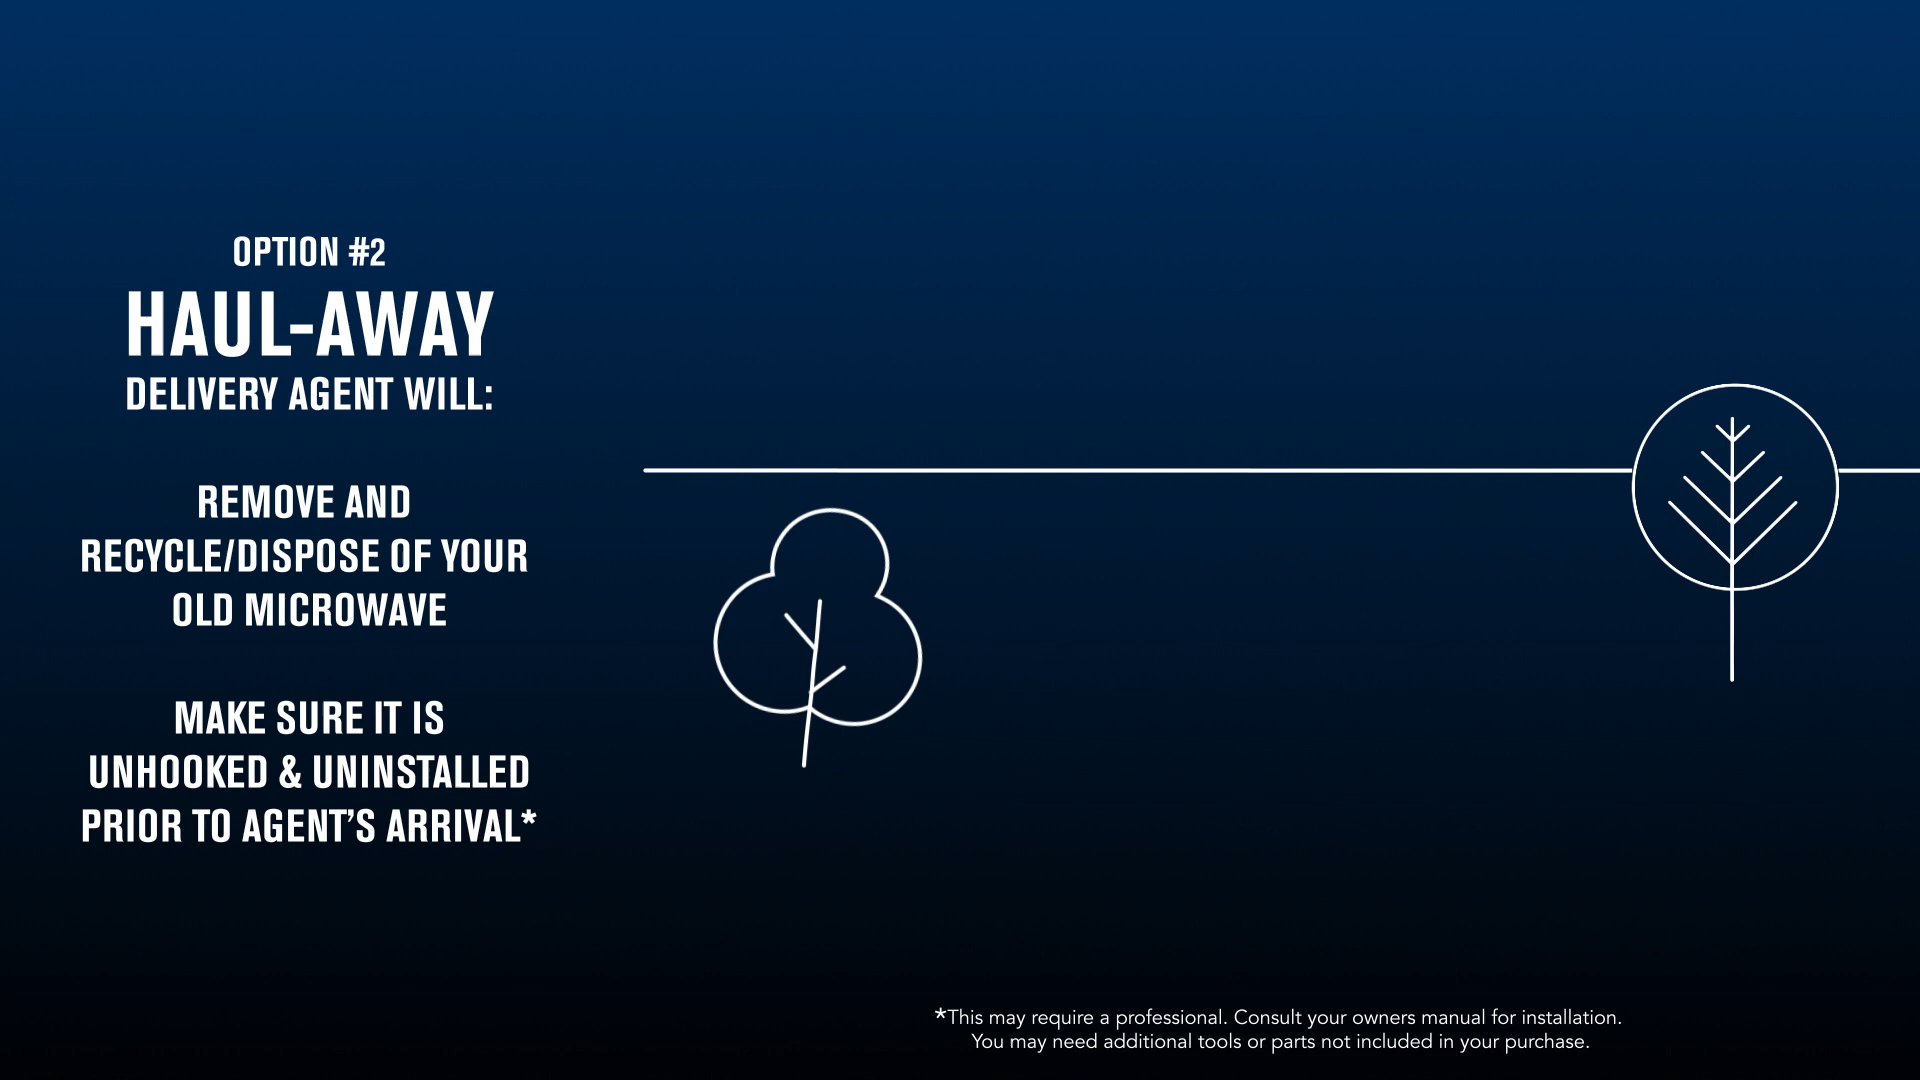 OPTION #2
HAUL-AWAY
DELIVERY AGENT WILL:
REMOVE AND
RECYCLE/DISPOSE OF YOUR
OLD MICROWAVE
MAKE SURE IT IS
UNHOOKED & UNINSTALLED
PRIOR TO AGENT’S ARRIVAL*
*This may require a professional. Consult your owners manual for installation.
You may need additional tools or parts not included in your purchase.